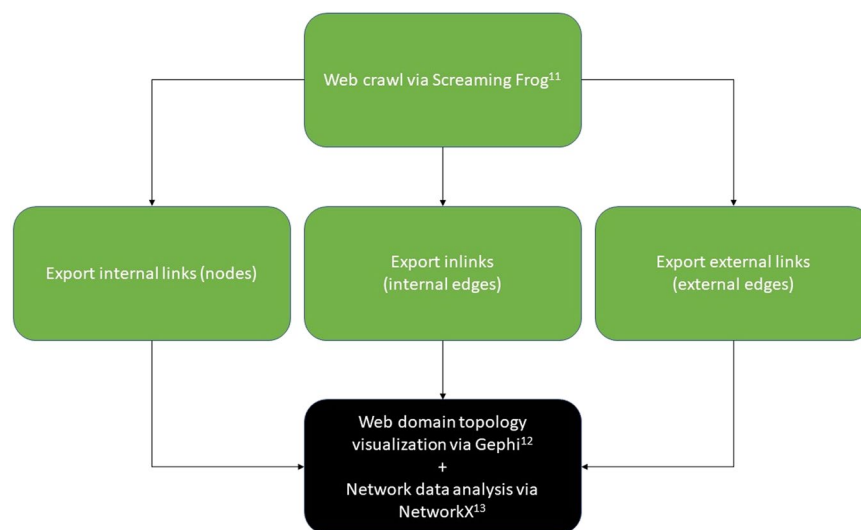 Web crawl via Screaming Frog¹¹
Export internal links (nodes)
Export inlinks
(internal edges)
Export external links
(external edges)
Web domain topology
visualization via Gephi¹²
+
Network data analysis via
NetworkX¹³